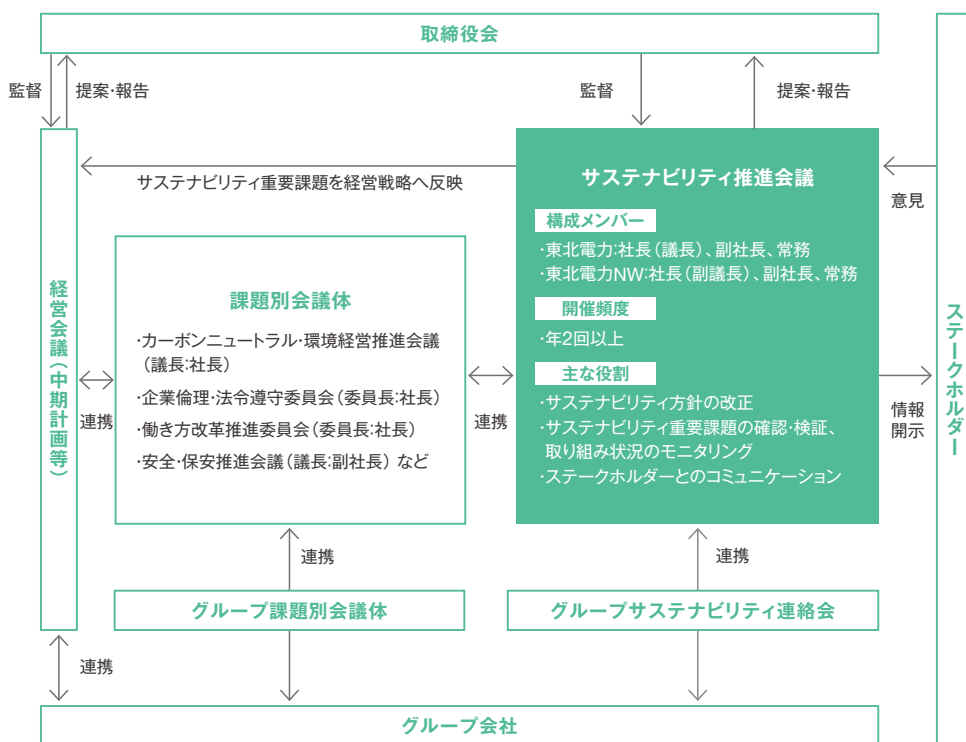 取締役会
監督
提案・報告
監督
提案・報告
サステナビリティ重要課題を経営戦略へ反映
経営会議(中期計画等)
連携
課題別会議体
・カーボンニュートラル・環境経営推進会議
(議長:社長)
・企業倫理・法令遵守委員会(委員長:社長)
・働き方改革推進委員会(委員長:社長)
・安全・保安推進会議(議長:副社長) など
連携
サステナビリティ推進会議
構成メンバー
・東北電力:社長(議長)、副社長、常務
・東北電力NW:社長(副議長)、副社長、常務
開催頻度
・年2回以上
主な役割
・サステナビリティ方針の改正
・サステナビリティ重要課題の確認・検証、
取り組み状況のモニタリング
・ステークホルダーとのコミュニケーション
意見
情報
開示
ステークホルダー
連携
連携
グループ課題別会議体
グループサステナビリティ連絡会
連携
グループ会社